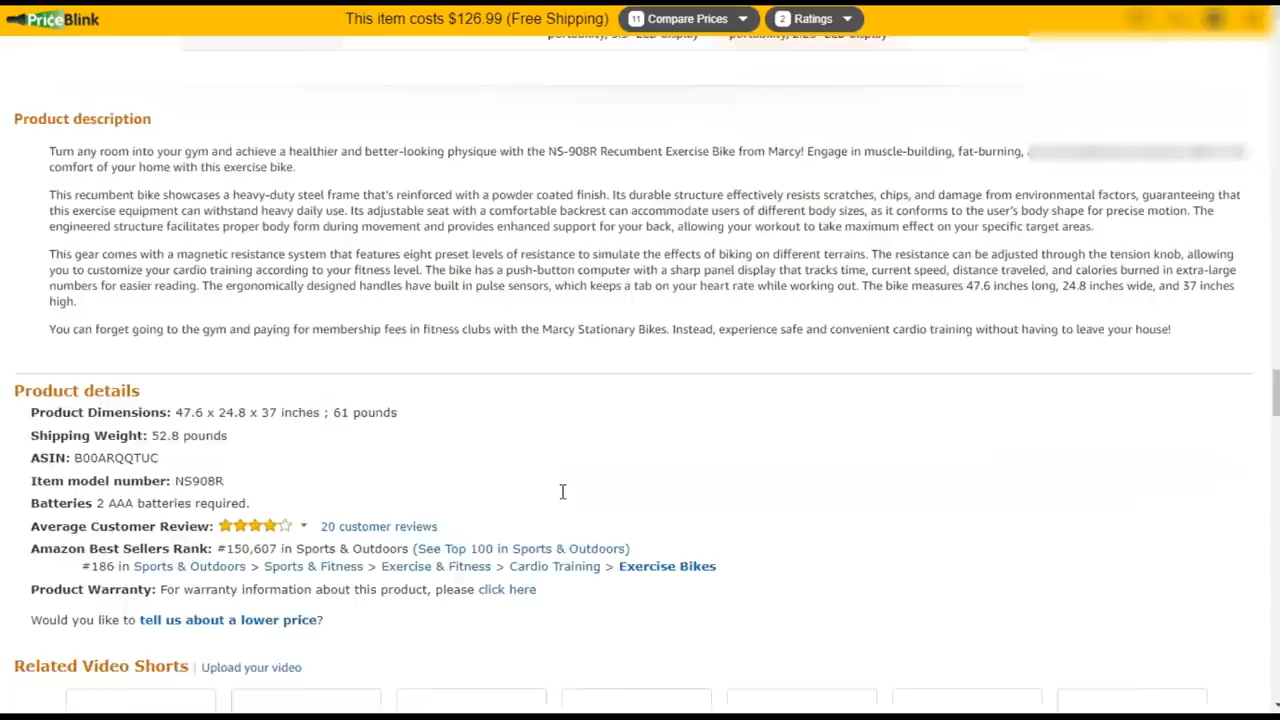 PriceBlink This item costs $126.99 (Free Shipping) 11 Compare Prices 2 Ratings
Product description
Turn any room into your gym and achieve a healthier and better-looking physique with the NS-908R Recumbent Exercise Bike from Marcy! Engage in muscle-building, fat-burning,
comfort of your home with this exercise bike.
This recumbent bike showcases a heavy-duty steel frame that's reinforced with a powder coated finish. Its durable structure effectively resists scratches, chips, and damage from environmental factors, guaranteeing that
this exercise equipment can withstand heavy daily use. Its adjustable seat with a comfortable backrest can accommodate users of different body sizes, as it conforms to the user's body shape for precise motion. The
engineered structure facilitates proper body form during movement and provides enhanced support for your back, allowing your workout to take maximum effect on your specific target areas.
This gear comes with a magnetic resistance system that features eight preset levels of resistance to simulate the effects of biking on different terrains. The resistance can be adjusted through the tension knob, allowing
you to customize your cardio training according to your fitness level. The bike has a push-button computer with a sharp panel display that tracks time, current speed, distance traveled, and calories burned in extra-large
numbers for easier reading. The ergonomically designed handles have built in pulse sensors, which keeps a tab on your heart rate while working out. The bike measures 47.6 inches long, 24.8 inches wide, and 37 inches
high.
You can forget going to the gym and paying for membership fees in fitness clubs with the Marcy Stationary Bikes. Instead, experience safe and convenient cardio training without having to leave your house!
Product details
Product Dimensions: 47.6 x 24.8 x 37 inches ; 61 pounds
Shipping Weight: 52.8 pounds
ASIN: B00ARQQTUC
Item model number: NS908R
Batteries 2 AAA batteries required.
Average Customer Review: 20 customer reviews
Amazon Best Sellers Rank: #150,607 in Sports & Outdoors (See Top 100 in Sports & Outdoors)
#186 in Sports & Outdoors > Sports & Fitness > Exercise & Fitness > Cardio Training > Exercise Bikes
Product Warranty: For warranty information about this product, please click here
Would you like to tell us about a lower price?
Related Video Shorts | Upload your video